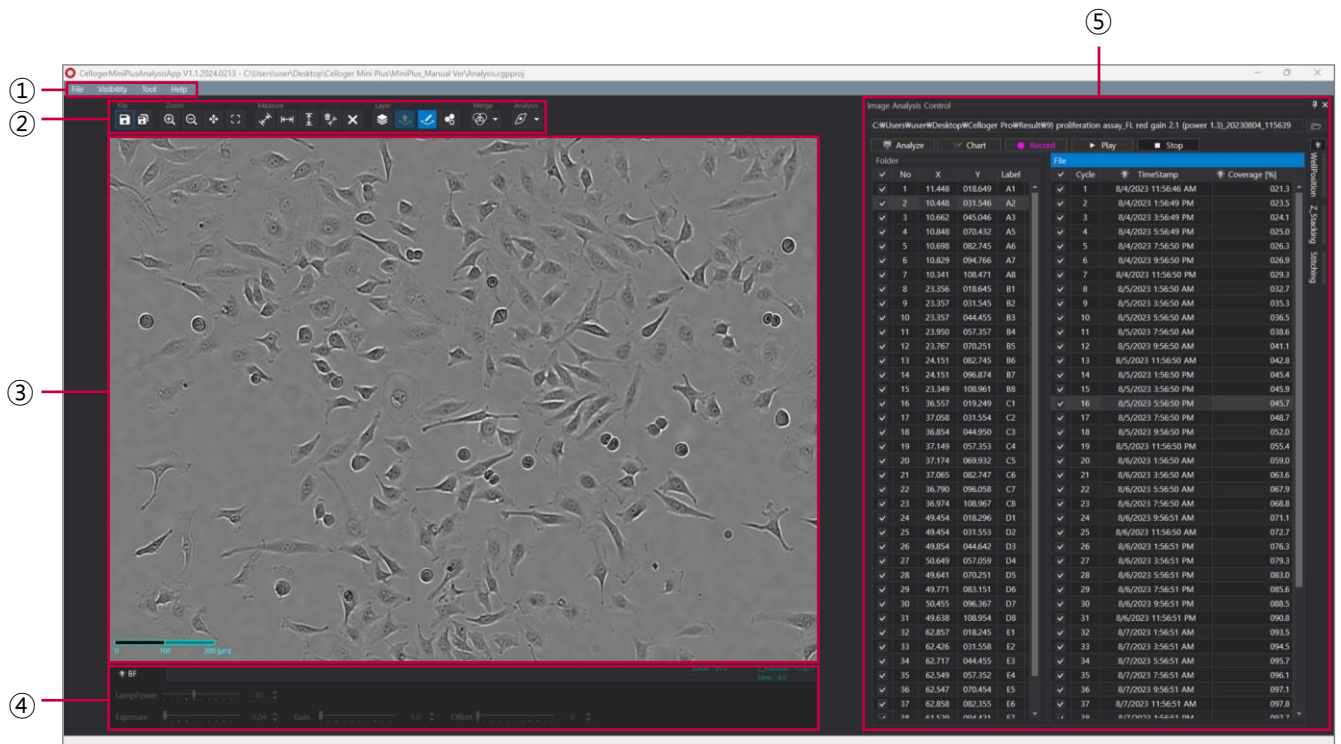 ⑤
CellogerMiniPlusAnalysisApp V1.1.2024.0213 - C:\Users\user\Desktop\Celloger Mini Plus\MiniPlus_Manual Ver\Analysis.cgpproj
① File Visibility Tool Help
②
File Zoom Measure Layer Merge Analysis
Image Analysis Control
C:₩Users₩user₩Desktop₩Celloger Pro₩Result₩9) proliferation assay_FL red gain 2.1 (power 1.3)_20230804_115639
Analyze Chart Record Play Stop
Folder File
No X Y Label Cycle TimeStamp Coverage [%]
1 11.448 018.649 A1 1 8/4/2023 11:56:46 AM 021.3
2 10.448 031.546 A2 2 8/4/2023 1:56:49 PM 023.5
3 10.662 045.046 A3 3 8/4/2023 3:56:49 PM 024.1
4 10.848 070.432 A5 4 8/4/2023 5:56:49 PM 025.0
5 10.698 082.745 A6 5 8/4/2023 7:56:50 PM 026.3
6 10.829 094.766 A7 6 8/4/2023 9:56:50 PM 026.9
7 10.341 108.471 A8 7 8/4/2023 11:56:50 PM 029.3
8 23.356 018.645 B1 8 8/5/2023 1:56:50 AM 032.7
9 23.357 031.545 B2 9 8/5/2023 3:56:50 AM 035.3
10 23.357 044.455 B3 10 8/5/2023 5:56:50 AM 036.5
11 23.950 057.357 B4 11 8/5/2023 7:56:50 AM 038.6
12 23.767 070.251 B5 12 8/5/2023 9:56:50 AM 041.1
13 24.151 082.745 B6 13 8/5/2023 11:56:50 AM 042.8
14 24.151 096.874 B7 14 8/5/2023 1:56:50 PM 045.4
15 23.349 108.961 B8 15 8/5/2023 3:56:50 PM 045.9
16 36.557 019.249 C1 16 8/5/2023 5:56:50 PM 045.7
17 37.058 031.554 C2 17 8/5/2023 7:56:50 PM 048.7
18 36.854 044.950 C3 18 8/5/2023 9:56:50 PM 052.0
19 37.149 057.353 C4 19 8/5/2023 11:56:50 PM 055.4
20 37.174 069.932 C5 20 8/6/2023 1:56:50 AM 059.0
21 37.065 082.747 C6 21 8/6/2023 3:56:50 AM 063.6
22 36.790 096.058 C7 22 8/6/2023 5:56:50 AM 067.9
23 36.974 108.967 C8 23 8/6/2023 7:56:50 AM 068.8
24 49.454 018.296 D1 24 8/6/2023 9:56:51 AM 071.1
25 49.454 031.553 D2 25 8/6/2023 11:56:50 AM 072.7
26 49.854 044.642 D3 26 8/6/2023 1:56:51 PM 076.3
27 50.649 057.059 D4 27 8/6/2023 3:56:51 PM 079.3
28 49.641 070.251 D5 28 8/6/2023 5:56:51 PM 083.0
29 49.771 083.151 D6 29 8/6/2023 7:56:51 PM 085.6
30 50.455 096.367 D7 30 8/6/2023 9:56:51 PM 088.5
31 49.638 108.954 D8 31 8/6/2023 11:56:51 PM 090.8
32 62.857 018.245 E1 32 8/7/2023 1:56:51 AM 093.5
33 62.426 031.558 E2 33 8/7/2023 3:56:51 AM 094.5
34 62.717 044.455 E3 34 8/7/2023 5:56:51 AM 095.7
35 62.549 057.352 E4 35 8/7/2023 7:56:51 AM 096.1
36 62.547 070.454 E5 36 8/7/2023 9:56:51 AM 097.1
37 62.858 082.355 E6 37 8/7/2023 11:56:51 AM 097.8
WellPosition
Z_Stacking
Stitching
③
0 100 200 [µm]
④
BF
Lens : 4.0
LampPower 40
Exposure 0.04 Gain 1.0 Offset 0